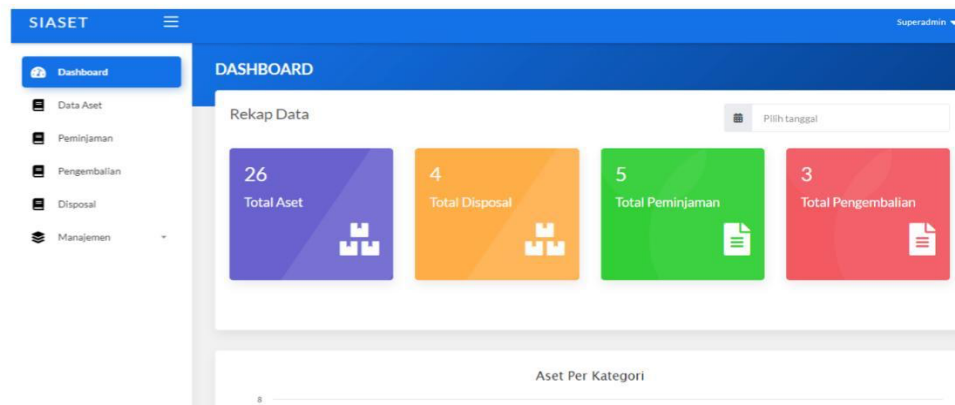 SIASET
Superadmin
Dashboard
Data Aset
Peminjaman
Pengembalian
Disposal
Manajemen
DASHBOARD
Rekap Data
Pilih tanggal
26
Total Aset
4
Total Disposal
5
Total Peminjaman
3
Total Pengembalian
Aset Per Kategori
8